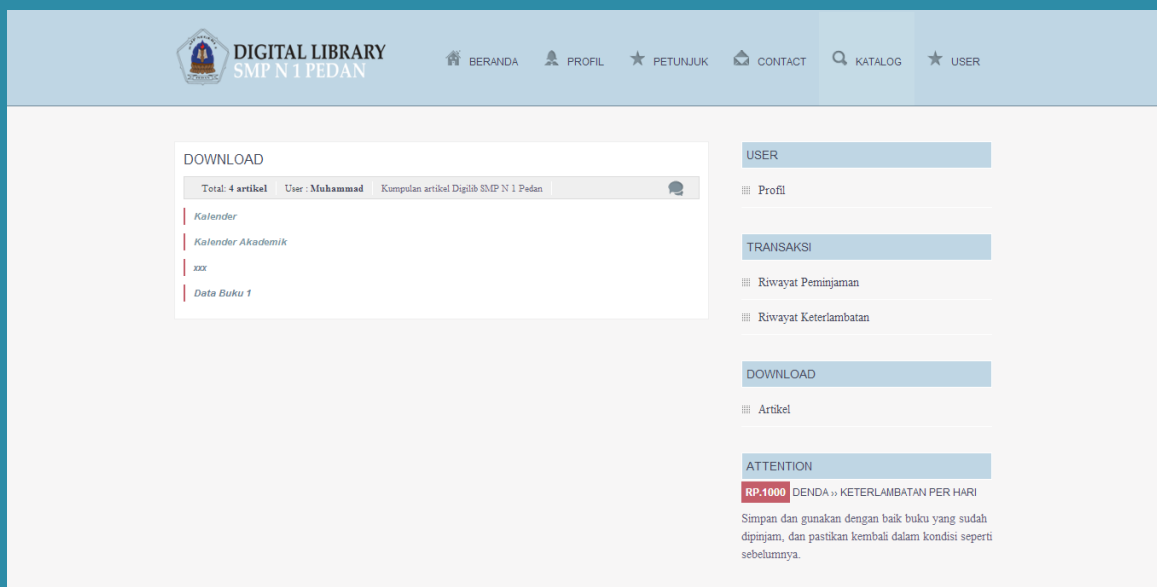 DIGITAL LIBRARY
SMP N 1 PEDAN
BERANDA PROFIL PETUNJUK CONTACT KATALOG USER
DOWNLOAD
Total: 4 artikel User : Muhammad Kumpulan artikel Digilib SMP N 1 Pedan
Kalender
Kalender Akademik
xxx
Data Buku 1
USER
Profil
TRANSAKSI
Riwayat Peminjaman
Riwayat Keterlambatan
DOWNLOAD
Artikel
ATTENTION
RP.1000 DENDA ›› KETERLAMBATAN PER HARI
Simpan dan gunakan dengan baik buku yang sudah
dipinjam, dan pastikan kembali dalam kondisi seperti
sebelumnya.